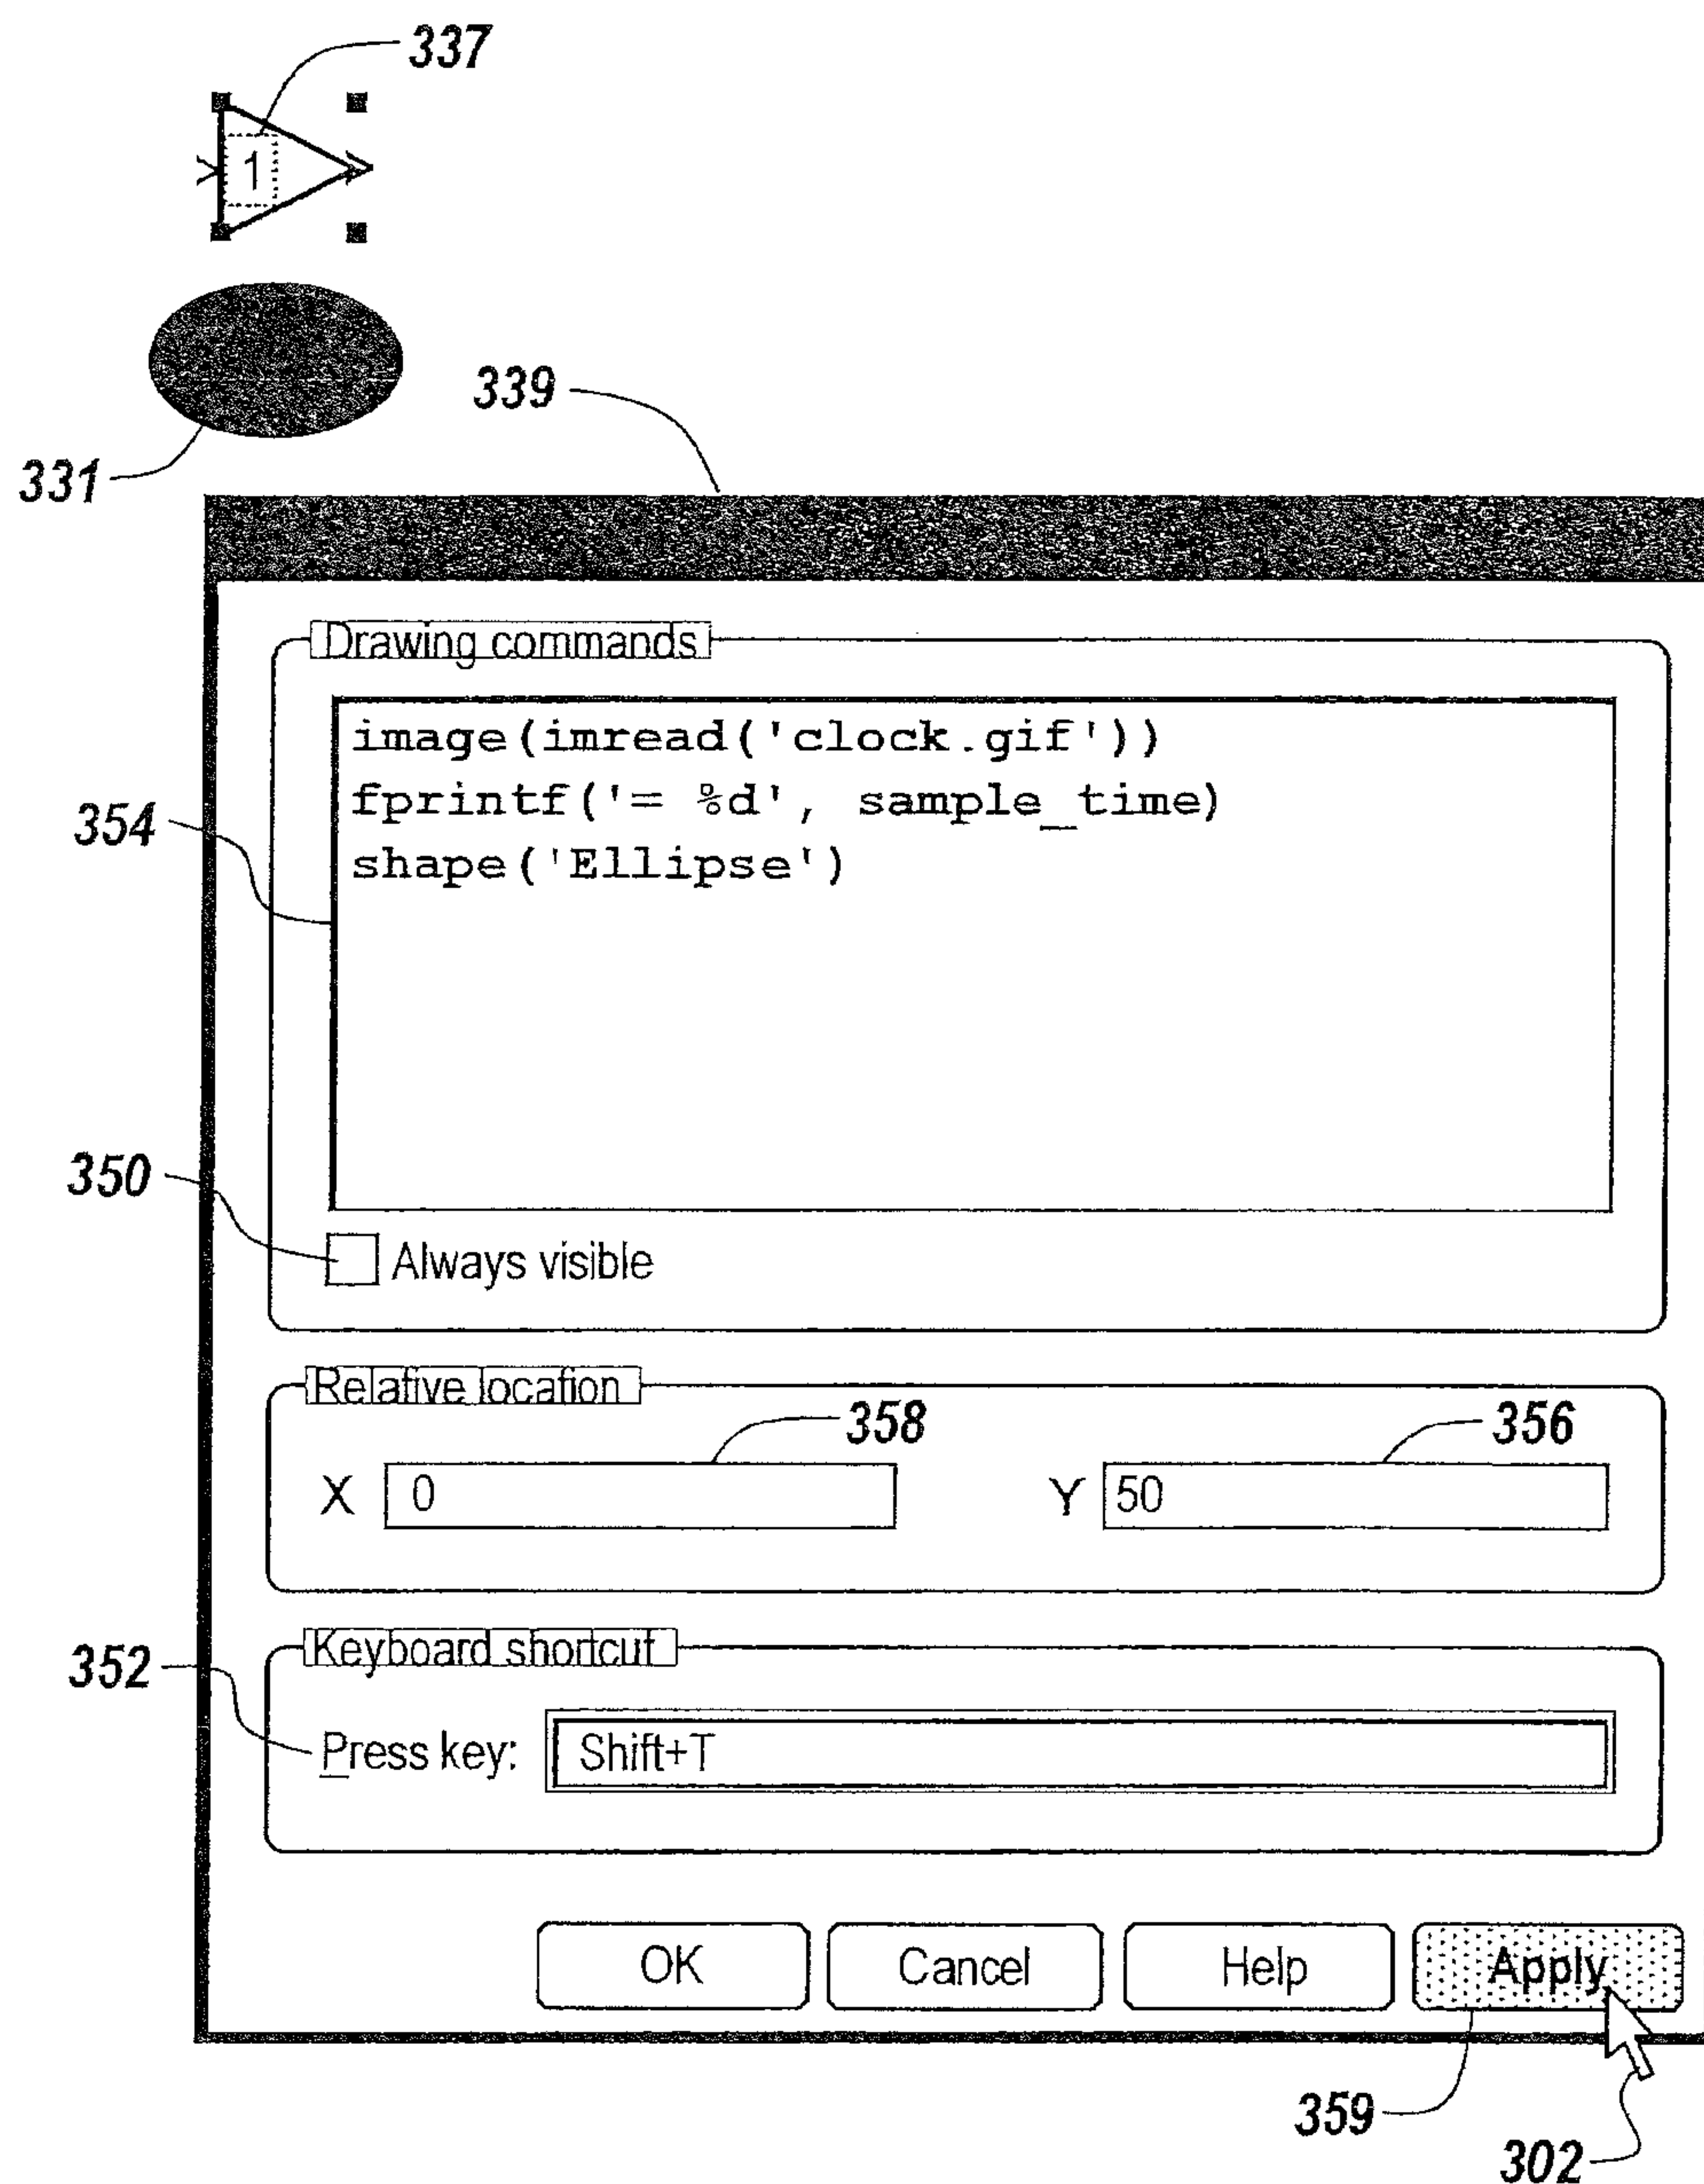 337
1
331
339
Drawing commands
image(imread('clock.gif'))
fprintf('= %d', sample_time)
shape('Ellipse')
354
350
Always visible
Relative location
358
356
X 0 Y 50
Keyboard shortcut
352
Press key: Shift+T
OK Cancel Help Apply
359
302